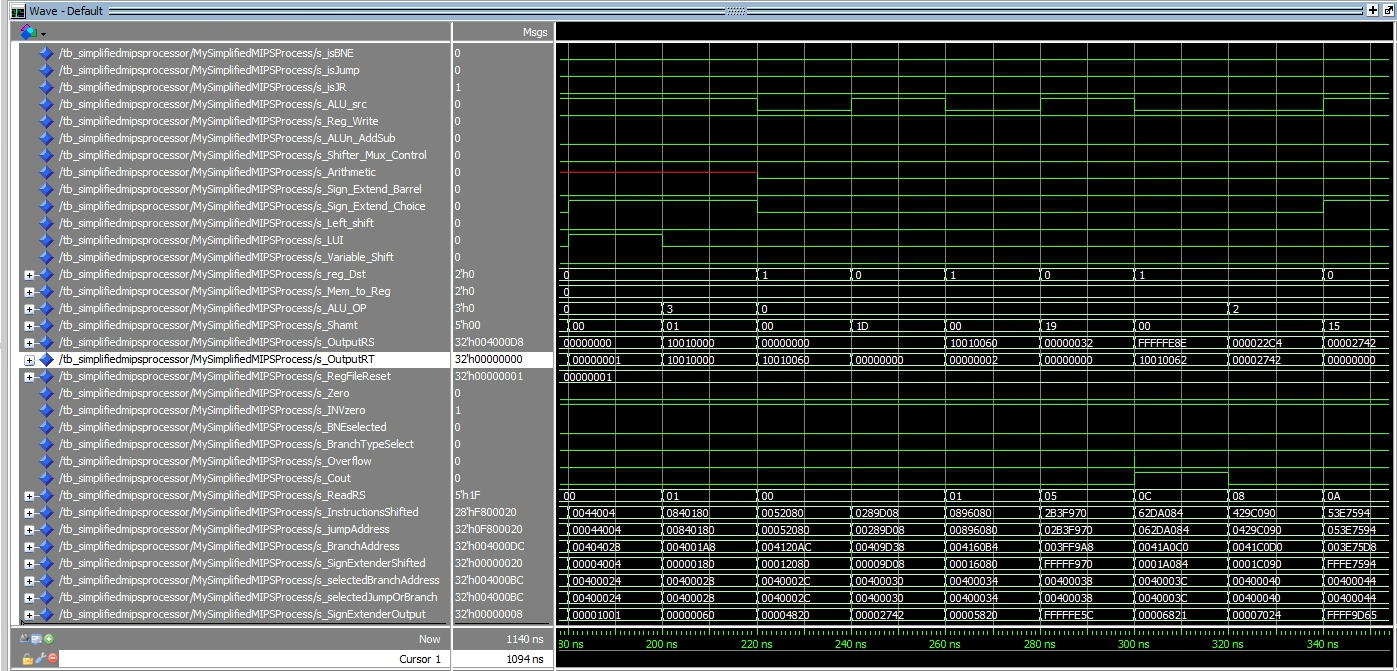 Wave - Default
Msgs
/tb_simplifiedmipsprocessor/MySimplifiedMIPSProcess/s_isBNE 0
/tb_simplifiedmipsprocessor/MySimplifiedMIPSProcess/s_isJump 0
/tb_simplifiedmipsprocessor/MySimplifiedMIPSProcess/s_isJR 1
/tb_simplifiedmipsprocessor/MySimplifiedMIPSProcess/s_ALU_src 0
/tb_simplifiedmipsprocessor/MySimplifiedMIPSProcess/s_Reg_Write 0
/tb_simplifiedmipsprocessor/MySimplifiedMIPSProcess/s_ALUn_AddSub 0
/tb_simplifiedmipsprocessor/MySimplifiedMIPSProcess/s_Shifter_Mux_Control 0
/tb_simplifiedmipsprocessor/MySimplifiedMIPSProcess/s_Arithmetic 0
/tb_simplifiedmipsprocessor/MySimplifiedMIPSProcess/s_Sign_Extend_Barrel 0
/tb_simplifiedmipsprocessor/MySimplifiedMIPSProcess/s_Sign_Extend_Choice 0
/tb_simplifiedmipsprocessor/MySimplifiedMIPSProcess/s_Left_shift 0
/tb_simplifiedmipsprocessor/MySimplifiedMIPSProcess/s_LUI 0
/tb_simplifiedmipsprocessor/MySimplifiedMIPSProcess/s_Variable_Shift 0
/tb_simplifiedmipsprocessor/MySimplifiedMIPSProcess/s_reg_Dst 2'h0 0 1 0 1 0 1 0
/tb_simplifiedmipsprocessor/MySimplifiedMIPSProcess/s_Mem_to_Reg 2'h0 0
/tb_simplifiedmipsprocessor/MySimplifiedMIPSProcess/s_ALU_OP 3'h0 0 3 0 2
/tb_simplifiedmipsprocessor/MySimplifiedMIPSProcess/s_Shamt 5'h00 00 01 00 1D 00 19 00 15
/tb_simplifiedmipsprocessor/MySimplifiedMIPSProcess/s_OutputRS 32'h004000D8 00000000 10010000 00000000 10010060 00000032 FFFFFE8E 000022C4 00002742
/tb_simplifiedmipsprocessor/MySimplifiedMIPSProcess/s_OutputRT 32'h00000000 00000001 10010000 10010060 00000000 00000002 00000000 10010062 00002742 00000000
/tb_simplifiedmipsprocessor/MySimplifiedMIPSProcess/s_RegFileReset 32'h00000001 00000001
/tb_simplifiedmipsprocessor/MySimplifiedMIPSProcess/s_Zero 0
/tb_simplifiedmipsprocessor/MySimplifiedMIPSProcess/s_INVzero 1
/tb_simplifiedmipsprocessor/MySimplifiedMIPSProcess/s_BNEselected 0
/tb_simplifiedmipsprocessor/MySimplifiedMIPSProcess/s_BranchTypeSelect 0
/tb_simplifiedmipsprocessor/MySimplifiedMIPSProcess/s_Overflow 0
/tb_simplifiedmipsprocessor/MySimplifiedMIPSProcess/s_Cout 0
/tb_simplifiedmipsprocessor/MySimplifiedMIPSProcess/s_ReadRS 5'h1F 00 01 00 01 05 0C 08 0A
/tb_simplifiedmipsprocessor/MySimplifiedMIPSProcess/s_InstructionsShifted 28'hF800020 0044004 0840180 0052080 0289D08 0896080 2B3F970 62DA084 429C090 53E7594
/tb_simplifiedmipsprocessor/MySimplifiedMIPSProcess/s_jumpAddress 32'h0F800020 00044004 00840180 00052080 00289D08 00896080 02B3F970 062DA084 0429C090 053E7594
/tb_simplifiedmipsprocessor/MySimplifiedMIPSProcess/s_BranchAddress 32'h004000DC 00404028 004001A8 004120AC 00409D38 004160B4 003FF9A8 0041A0C0 0041C0D0 003E75D8
/tb_simplifiedmipsprocessor/MySimplifiedMIPSProcess/s_SignExtenderShifted 32'h00000020 00004004 00000180 00012080 00009D08 00016080 FFFFF970 0001A084 0001C090 FFFE7594
/tb_simplifiedmipsprocessor/MySimplifiedMIPSProcess/s_selectedBranchAddress 32'h004000BC 00400024 00400028 0040002C 00400030 00400034 00400038 0040003C 00400040 00400044
/tb_simplifiedmipsprocessor/MySimplifiedMIPSProcess/s_selectedJumpOrBranch 32'h004000BC 00400024 00400028 0040002C 00400030 00400034 00400038 0040003C 00400040 00400044
/tb_simplifiedmipsprocessor/MySimplifiedMIPSProcess/s_SignExtenderOutput 32'h00000008 00001001 00000060 00004820 00002742 00005820 FFFFFE5C 00006821 00007024 FFFF9D65
Now 1140 ns 80 ns 200 ns 220 ns 240 ns 260 ns 280 ns 300 ns 320 ns 340 ns
Cursor 1 1094 ns